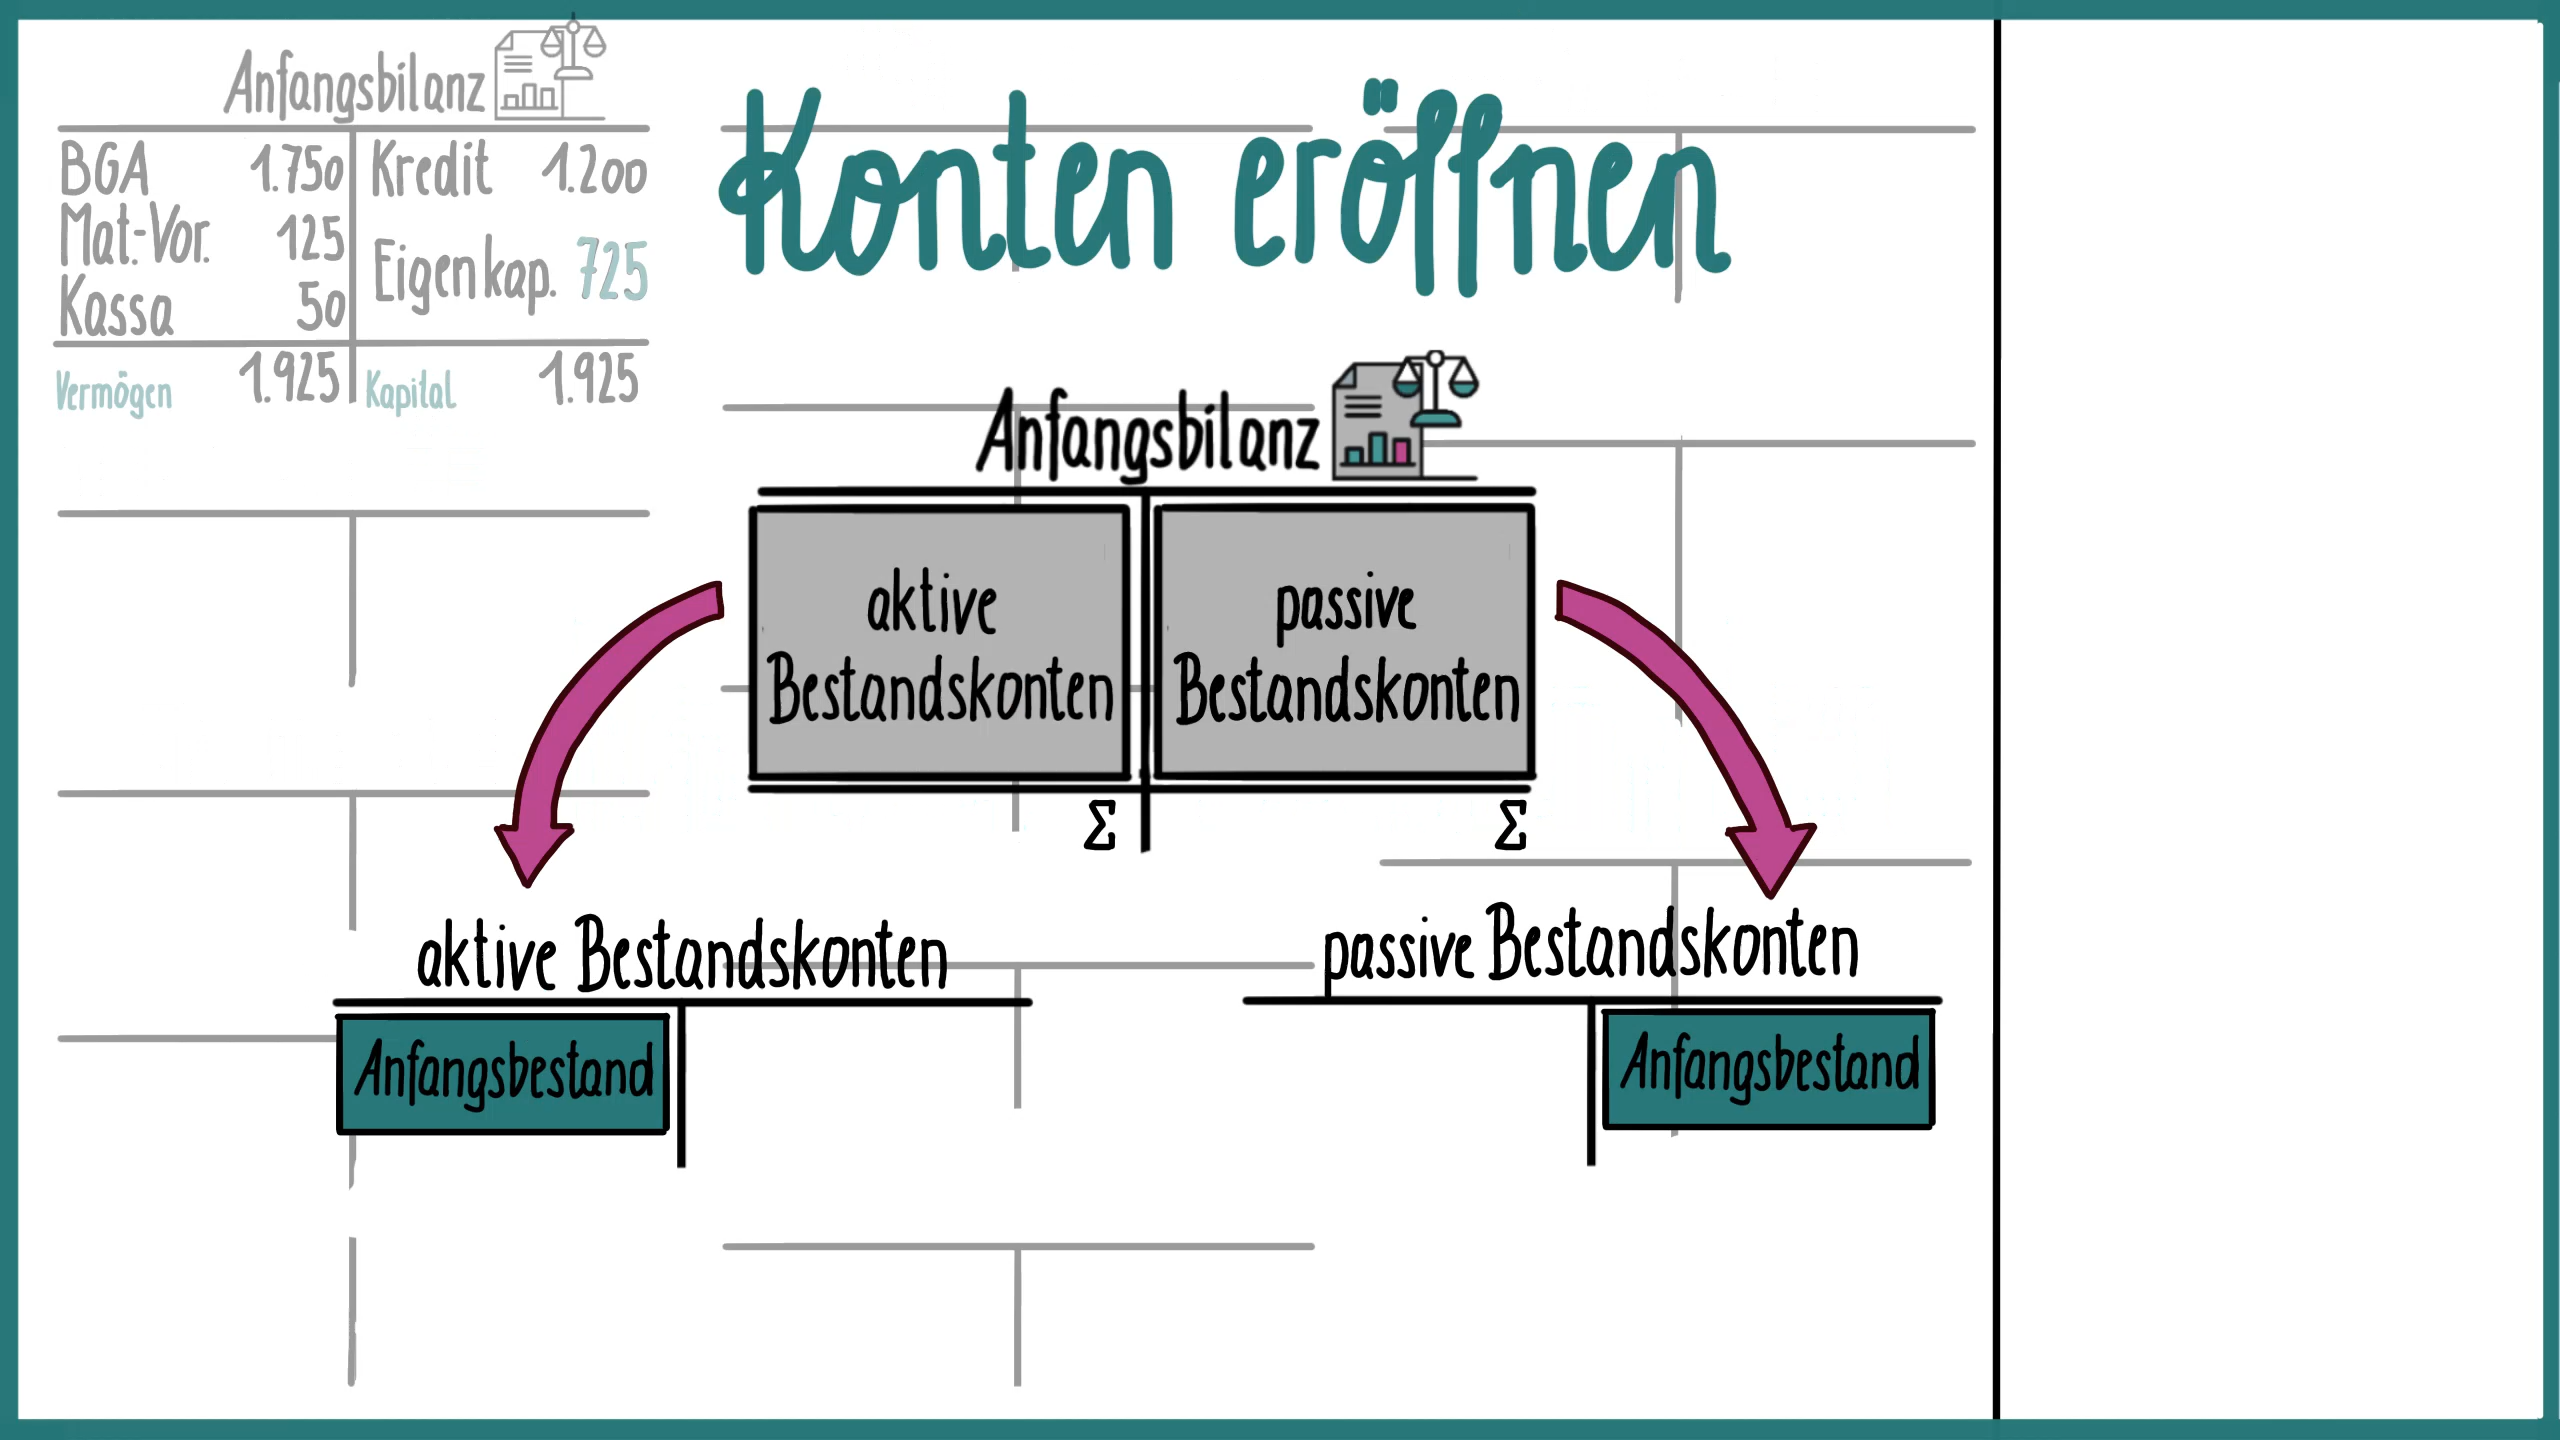 Anfangsbilanz
BGA 1.750 Kredit 1.200
Mat.-Vor. 125
Eigenkap. 725
Kassa 50
Vermögen 1.925 Kapital 1.925
Konten eröffnen
Anfangsbilanz
aktive
Bestandskonten
passive
Bestandskonten
Σ Σ
aktive Bestandskonten
Anfangsbestand
passive Bestandskonten
Anfangsbestand